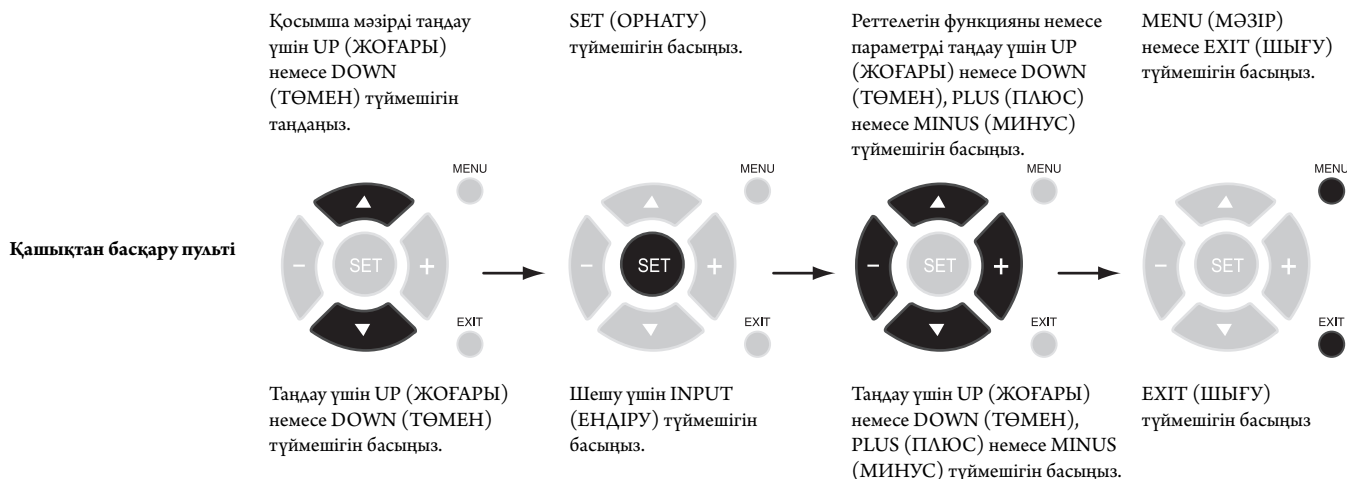 Қосымша мәзірді таңдау
үшін UP (ЖОҒАРЫ)
немесе DOWN
(ТӨМЕН) түймешігін
таңдаңыз.
SET (ОРНАТУ)
түймешігін басыңыз.
Реттелетін функцияны немесе
параметрді таңдау үшін UP
(ЖОҒАРЫ) немесе DOWN
(ТӨМЕН), PLUS (ПЛЮС)
немесе MINUS (МИНУС)
түймешігін басыңыз.
MENU (МӘЗІР)
немесе EXIT (ШЫҒУ)
түймешігін басыңыз.
Қашықтан басқару пульті
MENU
- SET +
EXIT
MENU
- SET +
EXIT
MENU
- SET +
EXIT
MENU
- SET +
EXIT
Таңдау үшін UP (ЖОҒАРЫ)
немесе DOWN (ТӨМЕН)
түймешігін басыңыз.
Шешу үшін INPUT
(ЕНДІРУ) түймешігін
басыңыз.
Таңдау үшін UP (ЖОҒАРЫ)
немесе DOWN (ТӨМЕН),
PLUS (ПЛЮС) немесе MINUS
(МИНУС) түймешігін басыңыз.
EXIT (ШЫҒУ)
түймешігін басыңыз